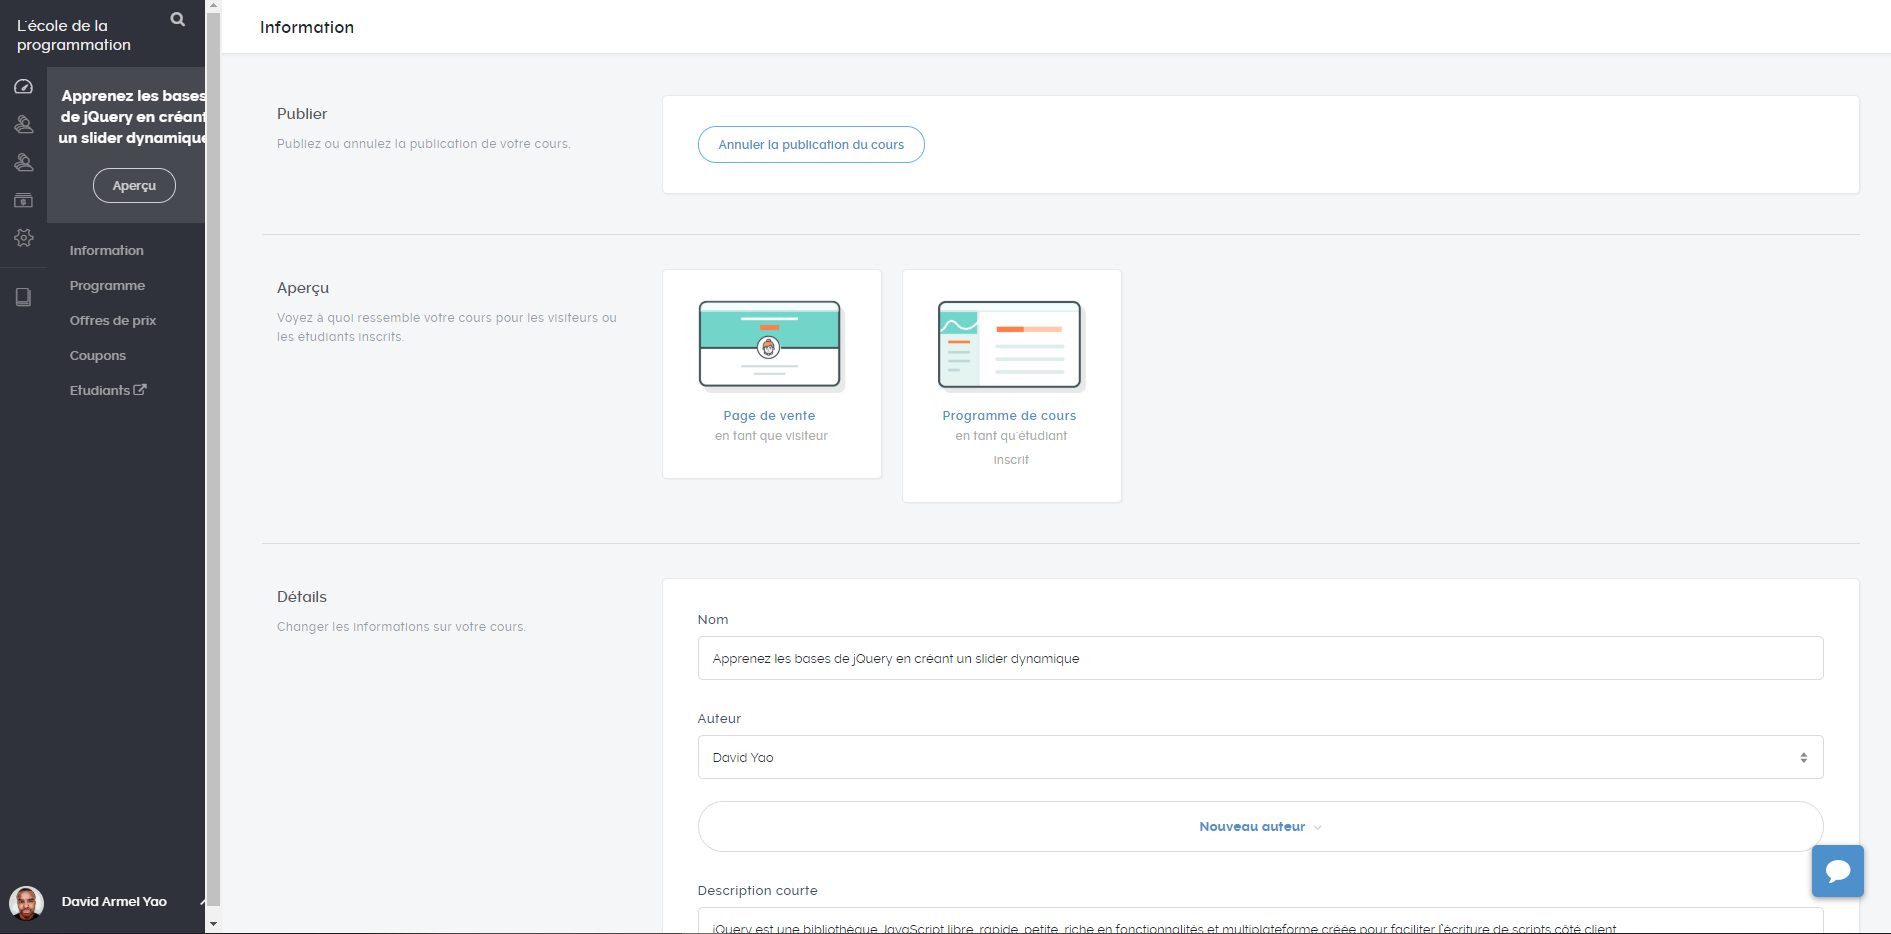 L'école de la
programmation
Apprenez les bases
de jQuery en créant
un slider dynamique
Aperçu
Information
Programme
Offres de prix
Coupons
Etudiants
David Armel Yao
Information
Publier
Publiez ou annulez la publication de votre cours.
Annuler la publication du cours
Aperçu
Voyez à quoi ressemble votre cours pour les visiteurs ou
les étudiants inscrits.
Page de vente
en tant que visiteur
Programme de cours
en tant qu'étudiant
inscrit
Détails
Changer les informations sur votre cours.
Nom
Apprenez les bases de jQuery en créant un slider dynamique
Auteur
David Yao
Nouveau auteur
Description courte
jQuery est une bibliothèque JavaScript libre, rapide, petite, riche en fonctionnalités et multiplateforme créée pour faciliter l'écriture de scripts côté client